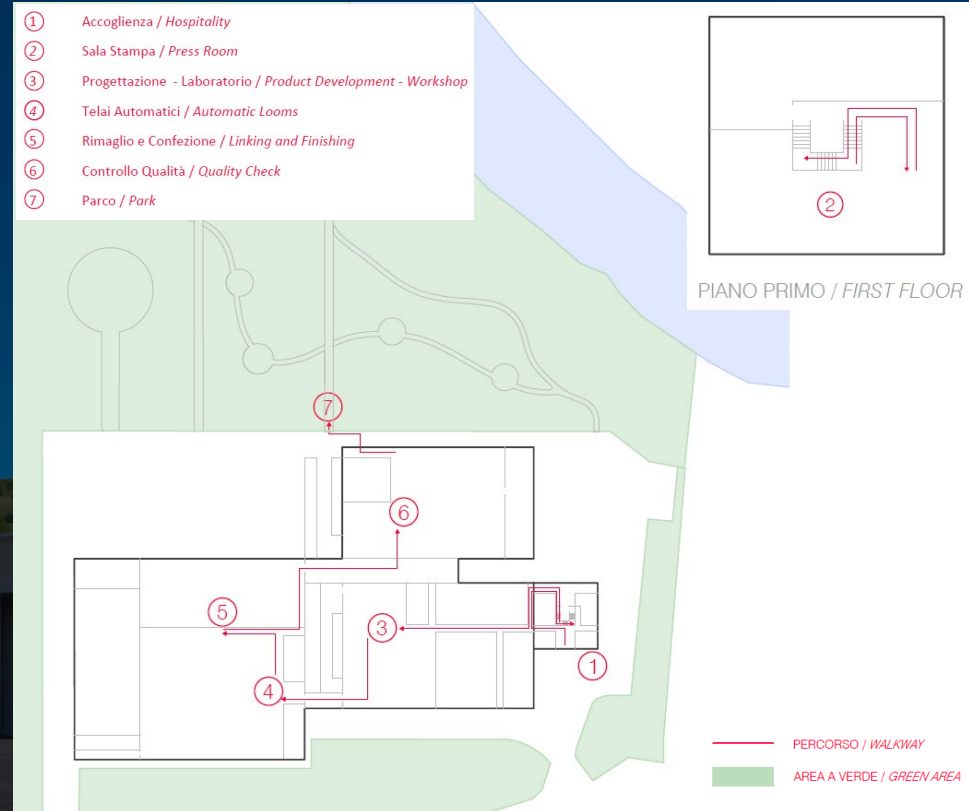 1 Accoglienza / Hospitality
2 Sala Stampa / Press Room
3 Progettazione - Laboratorio / Product Development - Workshop
4 Telai Automatici / Automatic Looms
5 Rimaglio e Confezione / Linking and Finishing
6 Controllo Qualità / Quality Check
7 Parco / Park
2
PIANO PRIMO / FIRST FLOOR
7
6
5
3
4
1
PERCORSO / WALKWAY
AREA A VERDE / GREEN AREA